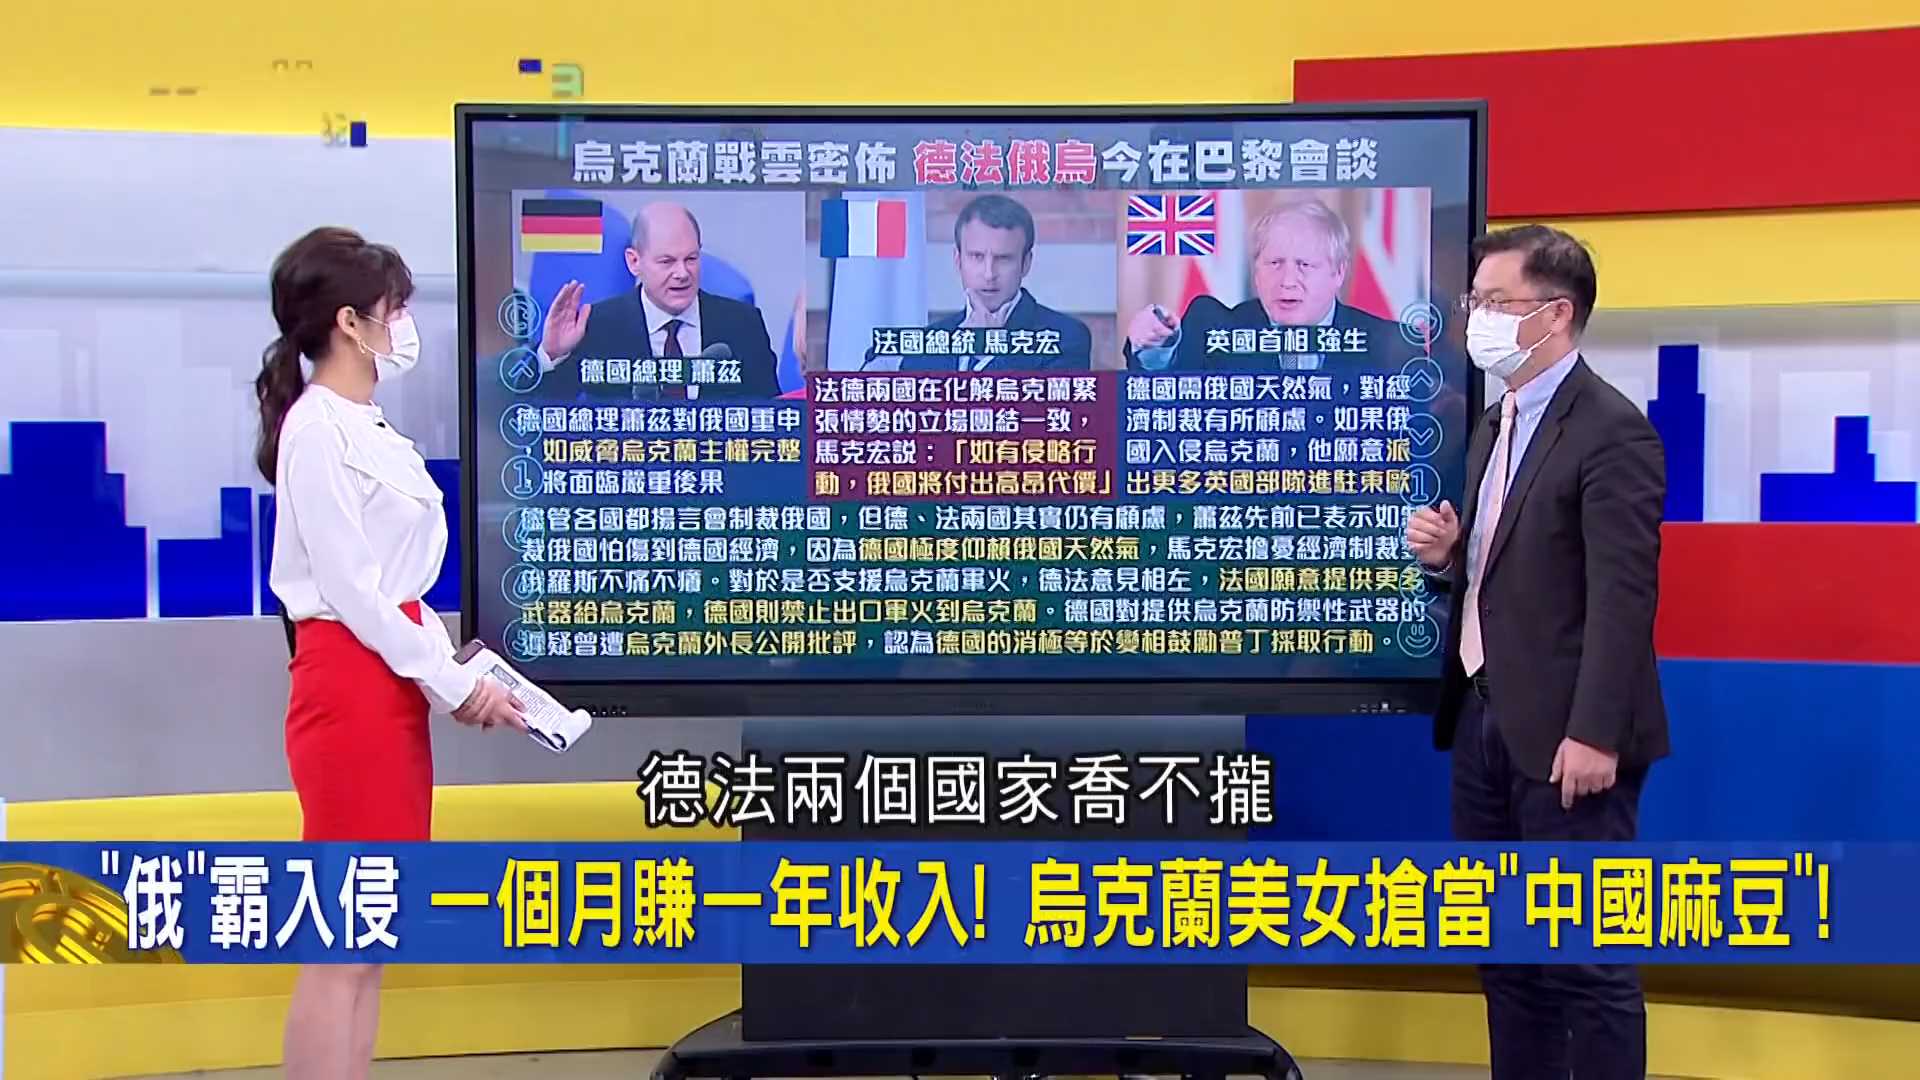 烏克蘭戰雲密佈 德法俄烏今在巴黎會談
德國總理 蕭茲
法國總統 馬克宏
英國首相 強生
德國總理蕭茲對俄國重申
，如威脅烏克蘭主權完整
將面臨嚴重後果
法德兩國在化解烏克蘭緊
張情勢的立場團結一致，
馬克宏說：「如有侵略行
動，俄國將付出高昂代價」
德國需俄國天然氣，對經
濟制裁有所顧慮。如果俄
國入侵烏克蘭，他願意派
出更多英國部隊進駐東歐
儘管各國都揚言會制裁俄國，但德、法兩國其實仍有顧慮，蕭茲先前已表示如制
裁俄國怕傷到德國經濟，因為德國極度仰賴俄國天然氣，馬克宏擔憂經濟制裁對
俄羅斯不痛不癢。對於是否支援烏克蘭軍火，德法意見相左，法國願意提供更多
武器給烏克蘭，德國則禁止出口軍火到烏克蘭。德國對提供烏克蘭防禦性武器的
遲疑曾遭烏克蘭外長公開批評，認為德國的消極等於變相鼓勵普丁採取行動。
德法兩個國家喬不攏
"俄"霸入侵 一個月賺一年收入! 烏克蘭美女搶當"中國麻豆"!